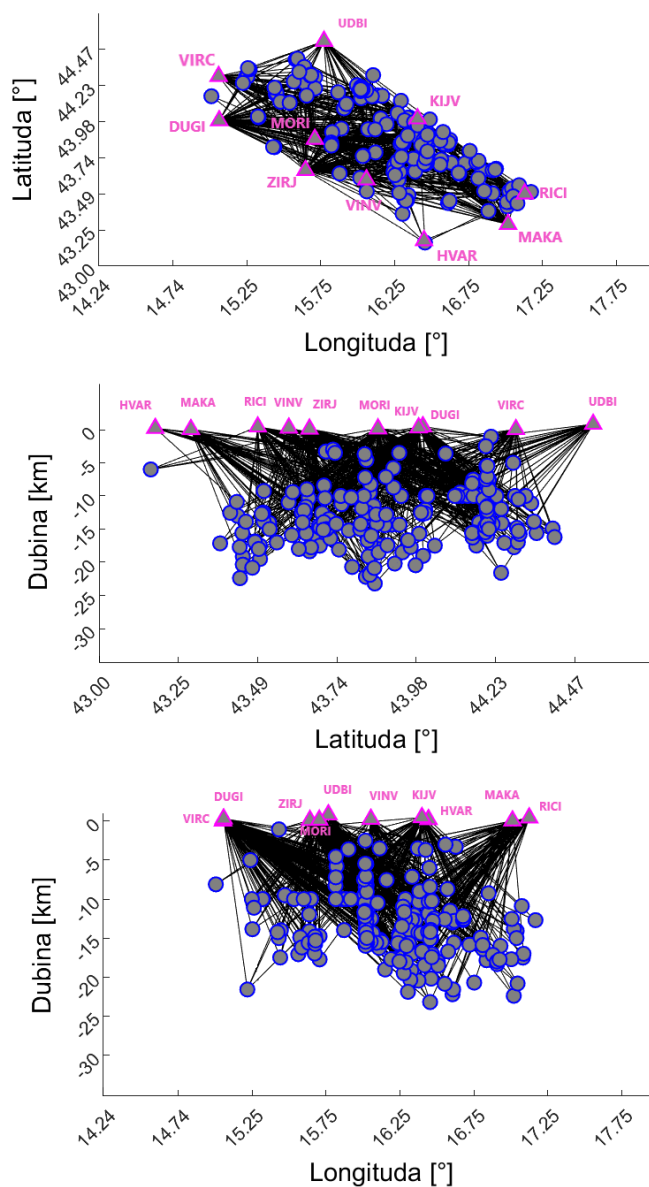 UDBI
VIRC
KIJV
DUGI
MORI
ZIRJ
VINV
RICI
MAKA
HVAR
Latituda [°]
44.47
44.23
43.98
43.74
43.49
43.25
43.00
14.24 14.74 15.25 15.75 16.25 16.75 17.25 17.75
Longituda [°]
HVAR MAKA RICI VINV ZIRJ MORI KIJV DUGI VIRC UDBI
Dubina [km]
0
-5
-10
-15
-20
-25
-30
43.00 43.25 43.49 43.74 43.98 44.23 44.47
Latituda [°]
DUGI
VIRC
ZIRJ
MORI
UDBI
VINV
KIJV
HVAR
MAKA
RICI
Dubina [km]
0
-5
-10
-15
-20
-25
-30
14.24 14.74 15.25 15.75 16.25 16.75 17.25 17.75
Longituda [°]